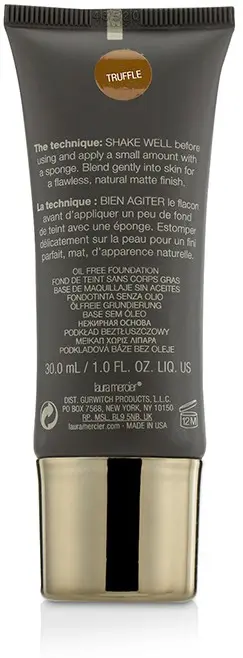 TRUFFLE
The technique: SHAKE WELL before
using and apply a small amount with
a sponge. Blend gently into skin for
a flawless, natural matte finish.
La technique : BIEN AGITER le flacon
avant d'appliquer un peu de fond
de teint avec une éponge. Estomper
délicatement sur la peau pour un fini
parfait, mat, d'apparence naturelle.
OIL FREE FOUNDATION
FOND DE TEINT SANS CORPS GRAS
BASE DE MAQUILLAJE SIN ACEITES
FONDOTINTA SENZA OLIO
ÖLFREIE GRUNDIERUNG
BASE SEM ÓLEO
НЕЖИРНАЯ ОСНОВА
PODKŁAD BEZTŁUSZCZOWY
ΜΕΙΚΑΠ ΧΩΡΙΣ ΛΙΠΑΡΑ
PODKLADOVÁ BÁZE BEZ OLEJE
30.0 mL / 1.0 FL. OZ. LIQ. US
laura mercier®
DIST. GURWITCH PRODUCTS, L.L.C.
PO BOX 7568, NEW YORK, NY 10150
RP. MSL. BL9 5NB. UK
lauramercier.com • MADE IN USA
12 M